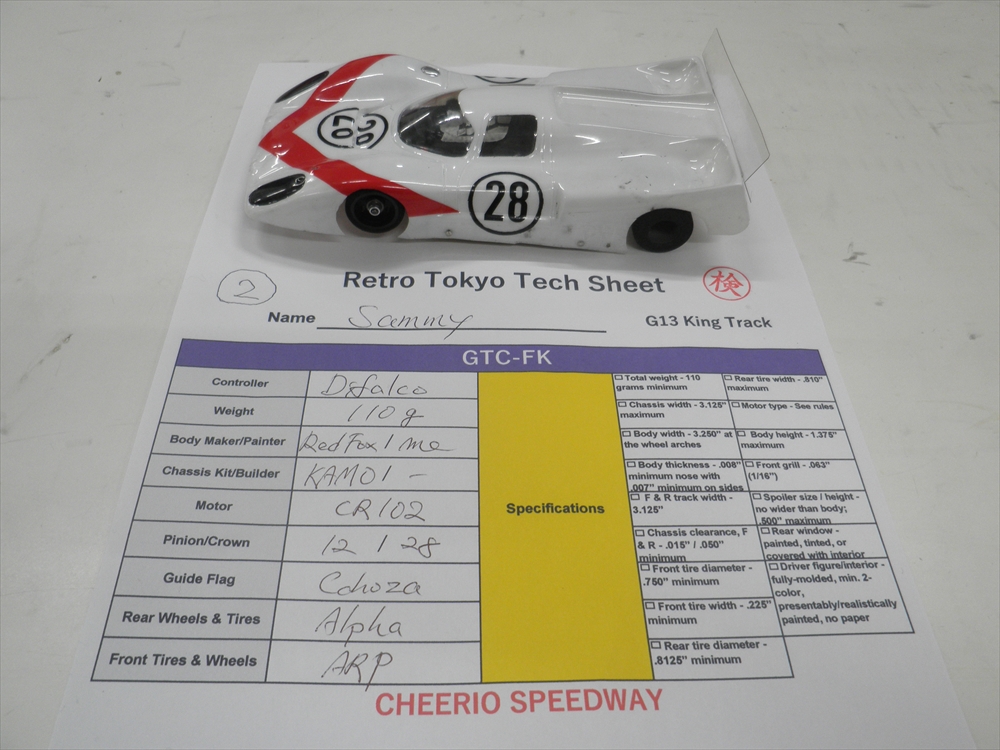 28
28
Retro Tokyo Tech Sheet
検
2
Name Sammy
G13 King Track
GTC-FK
Controller Difalco
Weight 110g
Body Maker/Painter RedFox / me
Chassis Kit/Builder KAMO1 -
Motor CR102
Pinion/Crown 12 / 28
Guide Flag
Rear Wheels & Tires Alpha
Front Tires & Wheels ARP
Specifications
Total weight - 110 grams minimum
Rear tire width - .810" maximum
Chassis width - 3.125" maximum
Motor type - See rules
Body width - 3.250" at the wheel arches
Body height - 1.375" maximum
Body thickness - .008" minimum nose with .007" minimum on sides
Front grill - .063" (1/16")
F & R track width - 3.125"
Spoiler size / height - no wider than body; .500" maximum
Chassis clearance, F & R - .015" / .050" minimum
Rear window - painted, tinted, or covered with interior
Front tire diameter - .750" minimum
Driver figure/interior - fully-molded, min. 2-color, presentably/realistically painted, no paper
Front tire width - .225" minimum
Rear tire diameter - .8125" minimum
CHEERIO SPEEDWAY